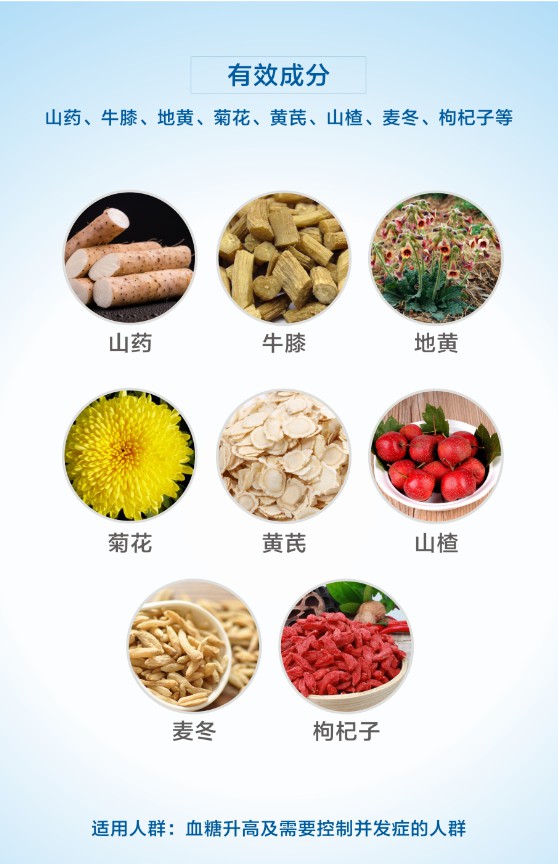 有效成分
山药、牛膝、地黄、菊花、黄芪、山楂、麦冬、枸杞子等
山药
牛膝
地黄
菊花
黄芪
山楂
麦冬
枸杞子
适用人群：血糖升高及需要控制并发症的人群